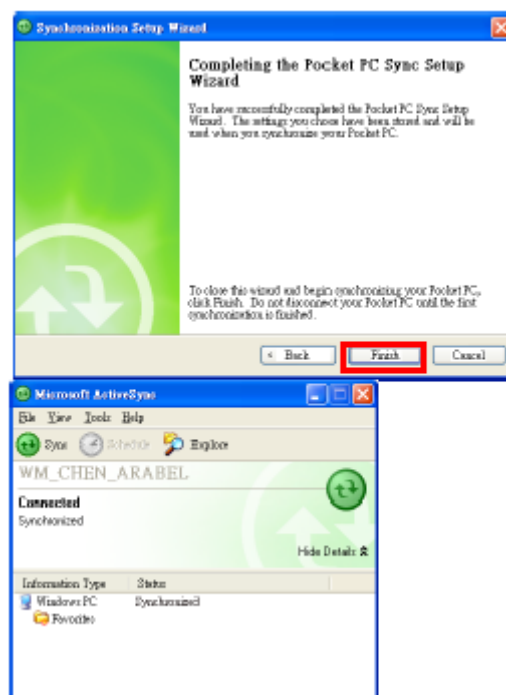 Synchronization Setup Wizard
Completing the Pocket PC Sync Setup
Wizard
You have successfully completed the Pocket PC Sync Setup
Wizard. The settings you chose have been stored and will be
used when you synchronize your Pocket PC.
To close this wizard and begin synchronizing your Pocket PC,
click Finish. Do not disconnect your Pocket PC until the first
synchronization is finished.
< Back Finish Cancel
Microsoft ActiveSync
File View Tools Help
Sync Schedule Explore
WM_CHEN_ARABEL
Connected
Synchronized
Hide Details
Information Type Status
Windows PC Synchronized
Favorites